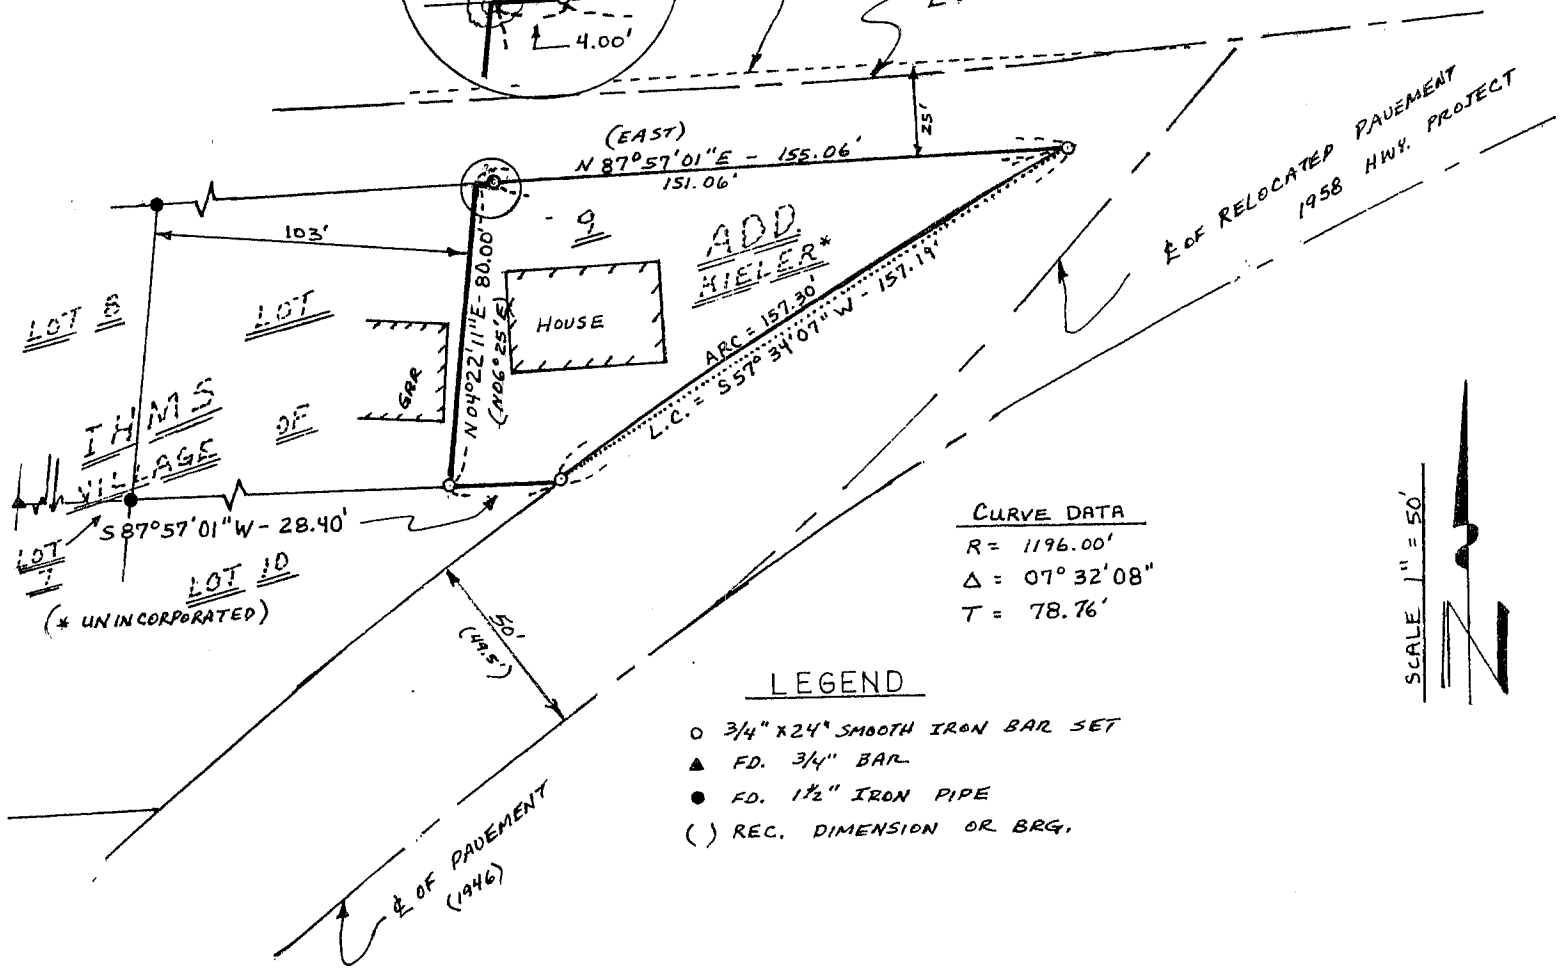 4.00'
(EAST)
N 87°57'01"E - 155.06'
151.06'
25'
℄ OF RELOCATED PAVEMENT
1958 HWY. PROJECT
103'
9
ADD.
KIELER*
LOT 8
LOT
HOUSE
N04°22'11"E - 80.00'
(N06°25'E)
ARC = 157.30'
L.C. = S57°34'07"W - 157.19'
GAR
IHMS
OF
VILLAGE
S87°57'01"W - 28.40'
LOT
7
LOT 10
(* UNINCORPORATED)
50'
(49.5')
CURVE DATA
R = 1196.00'
Δ = 07°32'08"
T = 78.76'
SCALE 1" = 50'
N
LEGEND
○ 3/4" x 24" SMOOTH IRON BAR SET
▲ FD. 3/4" BAR
● FD. 1½" IRON PIPE
( ) REC. DIMENSION OR BRG.
℄ OF PAVEMENT
(1946)